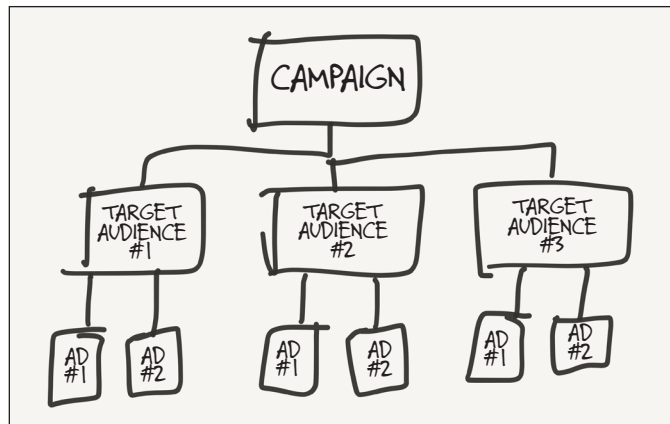 CAMPAIGN
TARGET
AUDIENCE
#1
TARGET
AUDIENCE
#2
TARGET
AUDIENCE
#3
AD
#1
AD
#2
AD
#1
AD
#2
AD
#1
AD
#2